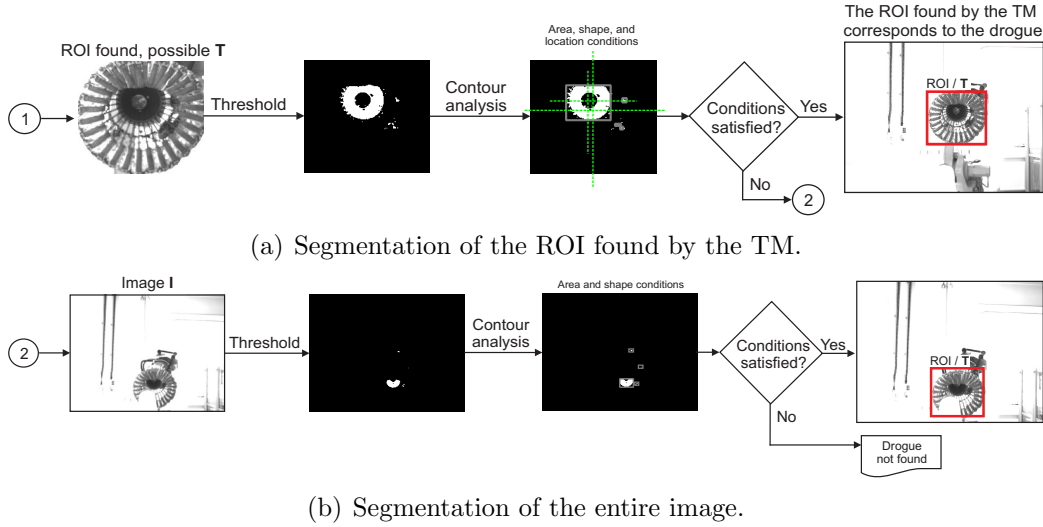 The ROI found by the TM
corresponds to the drogue
ROI found, possible T
Area, shape, and
location conditions
ROI / T
1
Threshold
Contour
analysis
Conditions
satisfied?
Yes
No
2
(a) Segmentation of the ROI found by the TM.
Image I
Area and shape conditions
2
Threshold
Contour
analysis
Conditions
satisfied?
Yes
ROI / T
No
Drogue
not found
(b) Segmentation of the entire image.